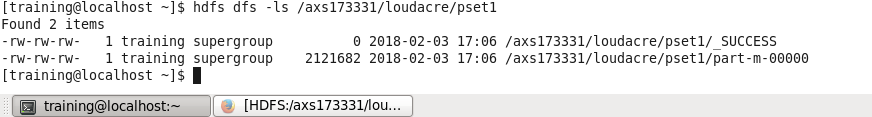 [training@localhost ~]$ hdfs dfs -ls /axs173331/loudacre/pset1
Found 2 items
-rw-rw-rw-   1 training supergroup          0 2018-02-03 17:06 /axs173331/loudacre/pset1/_SUCCESS
-rw-rw-rw-   1 training supergroup    2121682 2018-02-03 17:06 /axs173331/loudacre/pset1/part-m-00000
[training@localhost ~]$
training@localhost:~ [HDFS:/axs173331/lou...